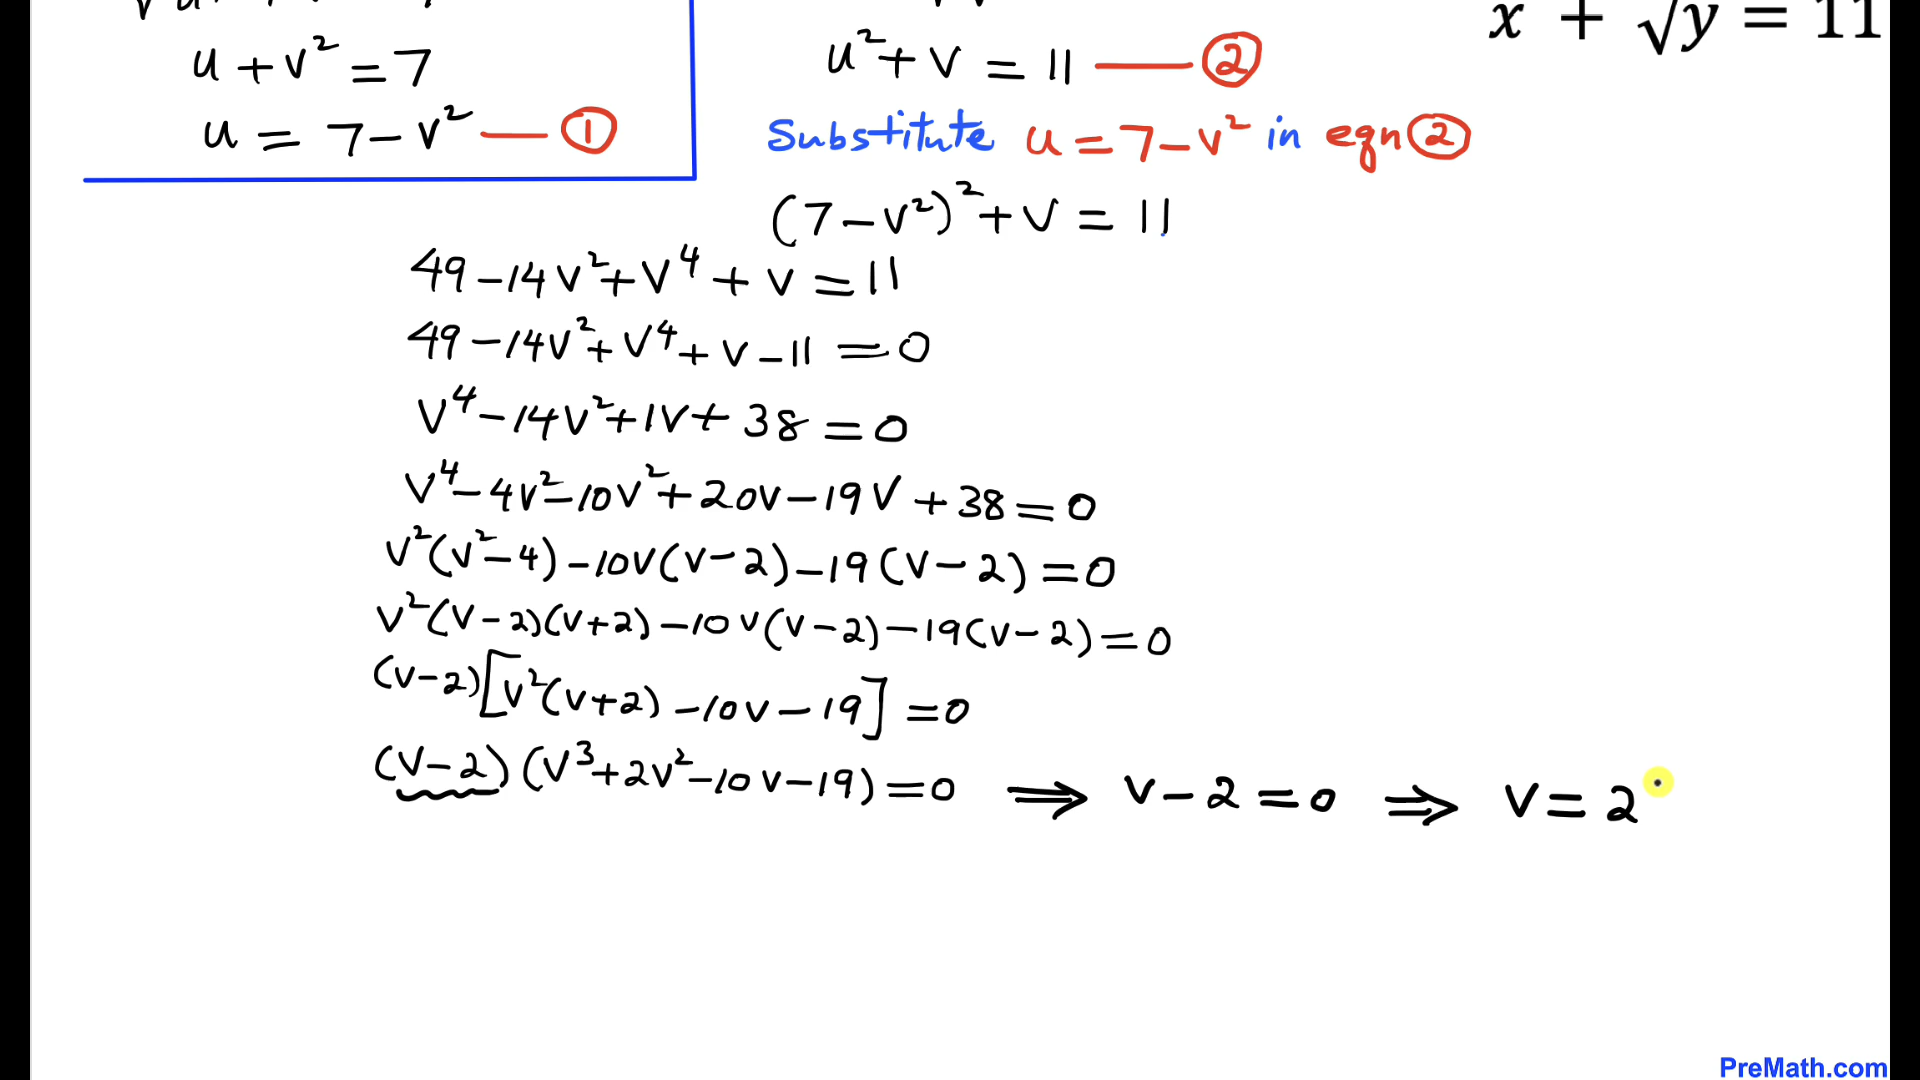 x + √y = 11
u + v² = 7
u = 7 - v² — ①
u² + v = 11 — ②
Substitute u = 7 - v² in eqn ②
(7 - v²)² + v = 11
49 - 14v² + v⁴ + v = 11
49 - 14v² + v⁴ + v - 11 = 0
v⁴ - 14v² + 1v + 38 = 0
v⁴ - 4v² - 10v² + 20v - 19v + 38 = 0
v²(v² - 4) - 10v(v - 2) - 19(v - 2) = 0
v²(v - 2)(v + 2) - 10v(v - 2) - 19(v - 2) = 0
(v - 2)[v²(v + 2) - 10v - 19] = 0
(v - 2)(v³ + 2v² - 10v - 19) = 0 ⟹ v - 2 = 0 ⟹ v = 2
PreMath.com